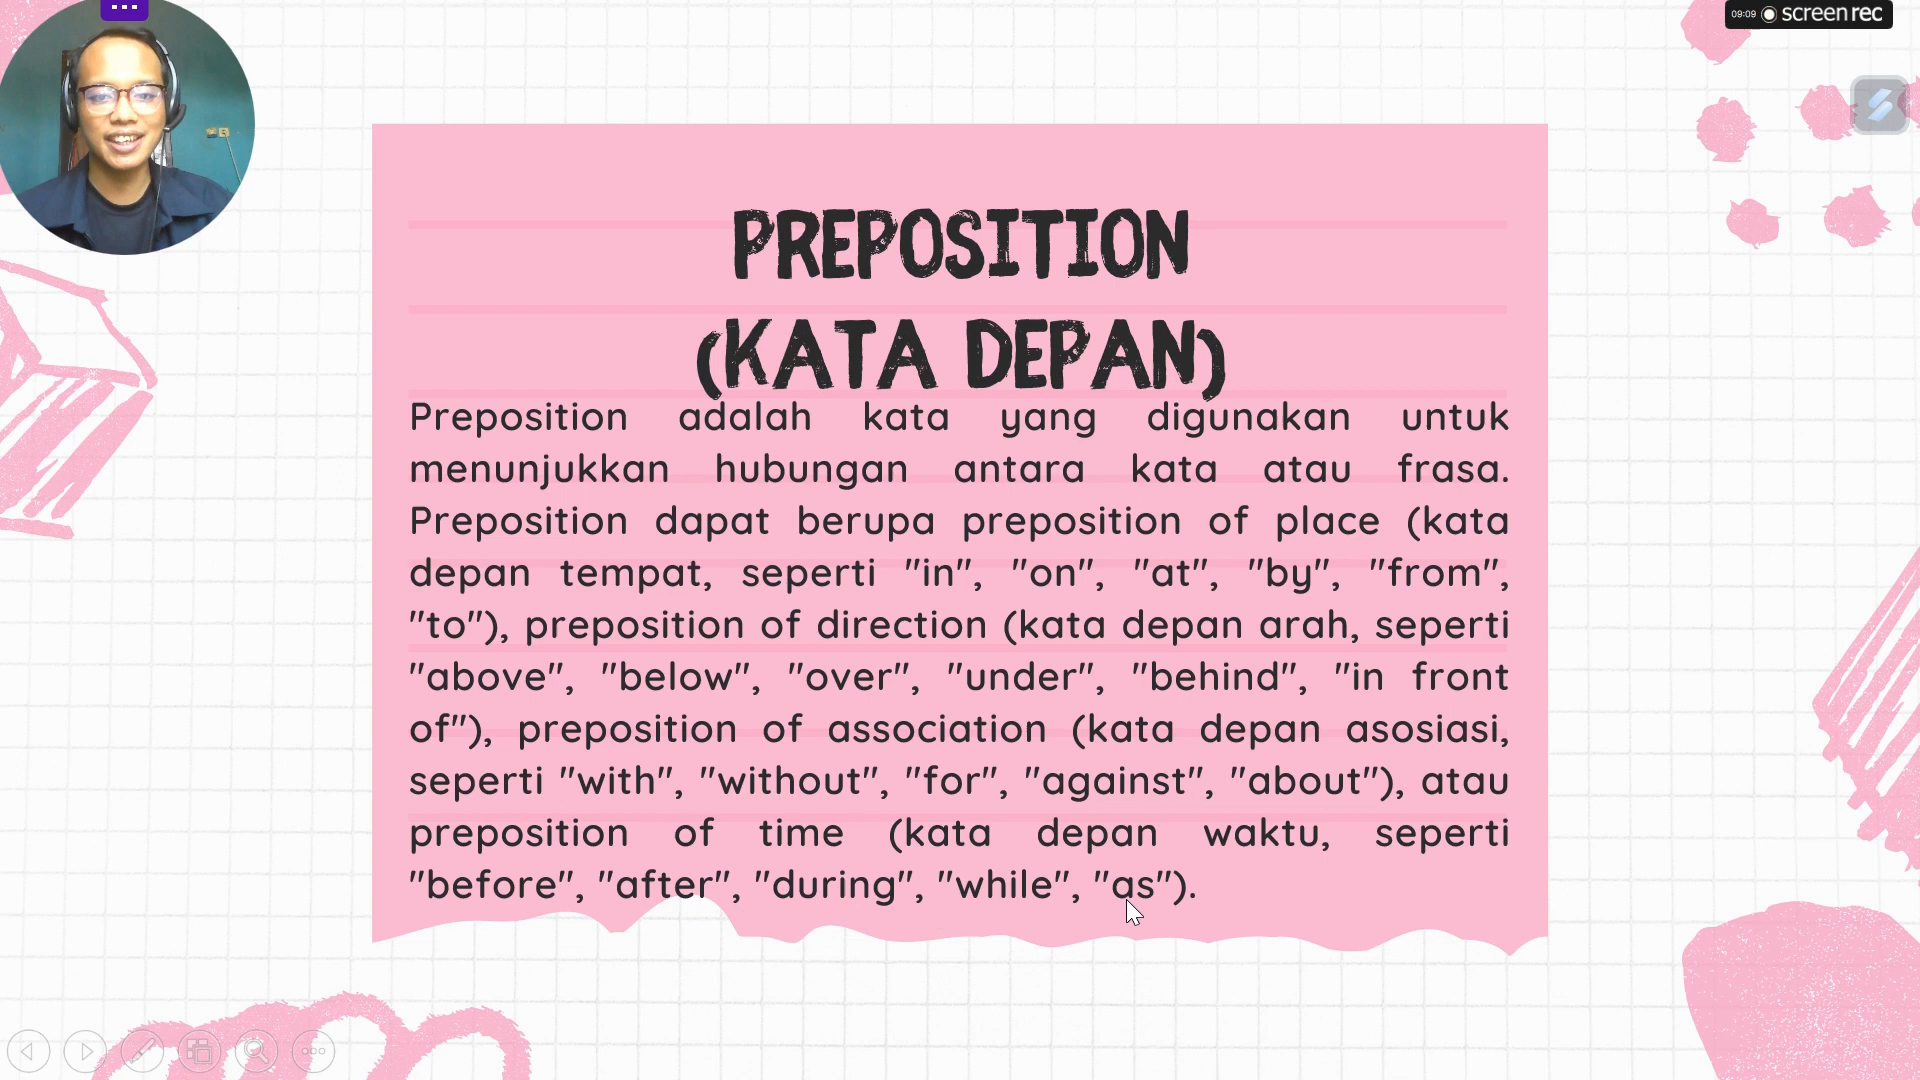 09:09 screenrec
PREPOSITION
(KATA DEPAN)
Preposition adalah kata yang digunakan untuk
menunjukkan hubungan antara kata atau frasa.
Preposition dapat berupa preposition of place (kata
depan tempat, seperti "in", "on", "at", "by", "from",
"to"), preposition of direction (kata depan arah, seperti
"above", "below", "over", "under", "behind", "in front
of"), preposition of association (kata depan asosiasi,
seperti "with", "without", "for", "against", "about"), atau
preposition of time (kata depan waktu, seperti
"before", "after", "during", "while", "as").